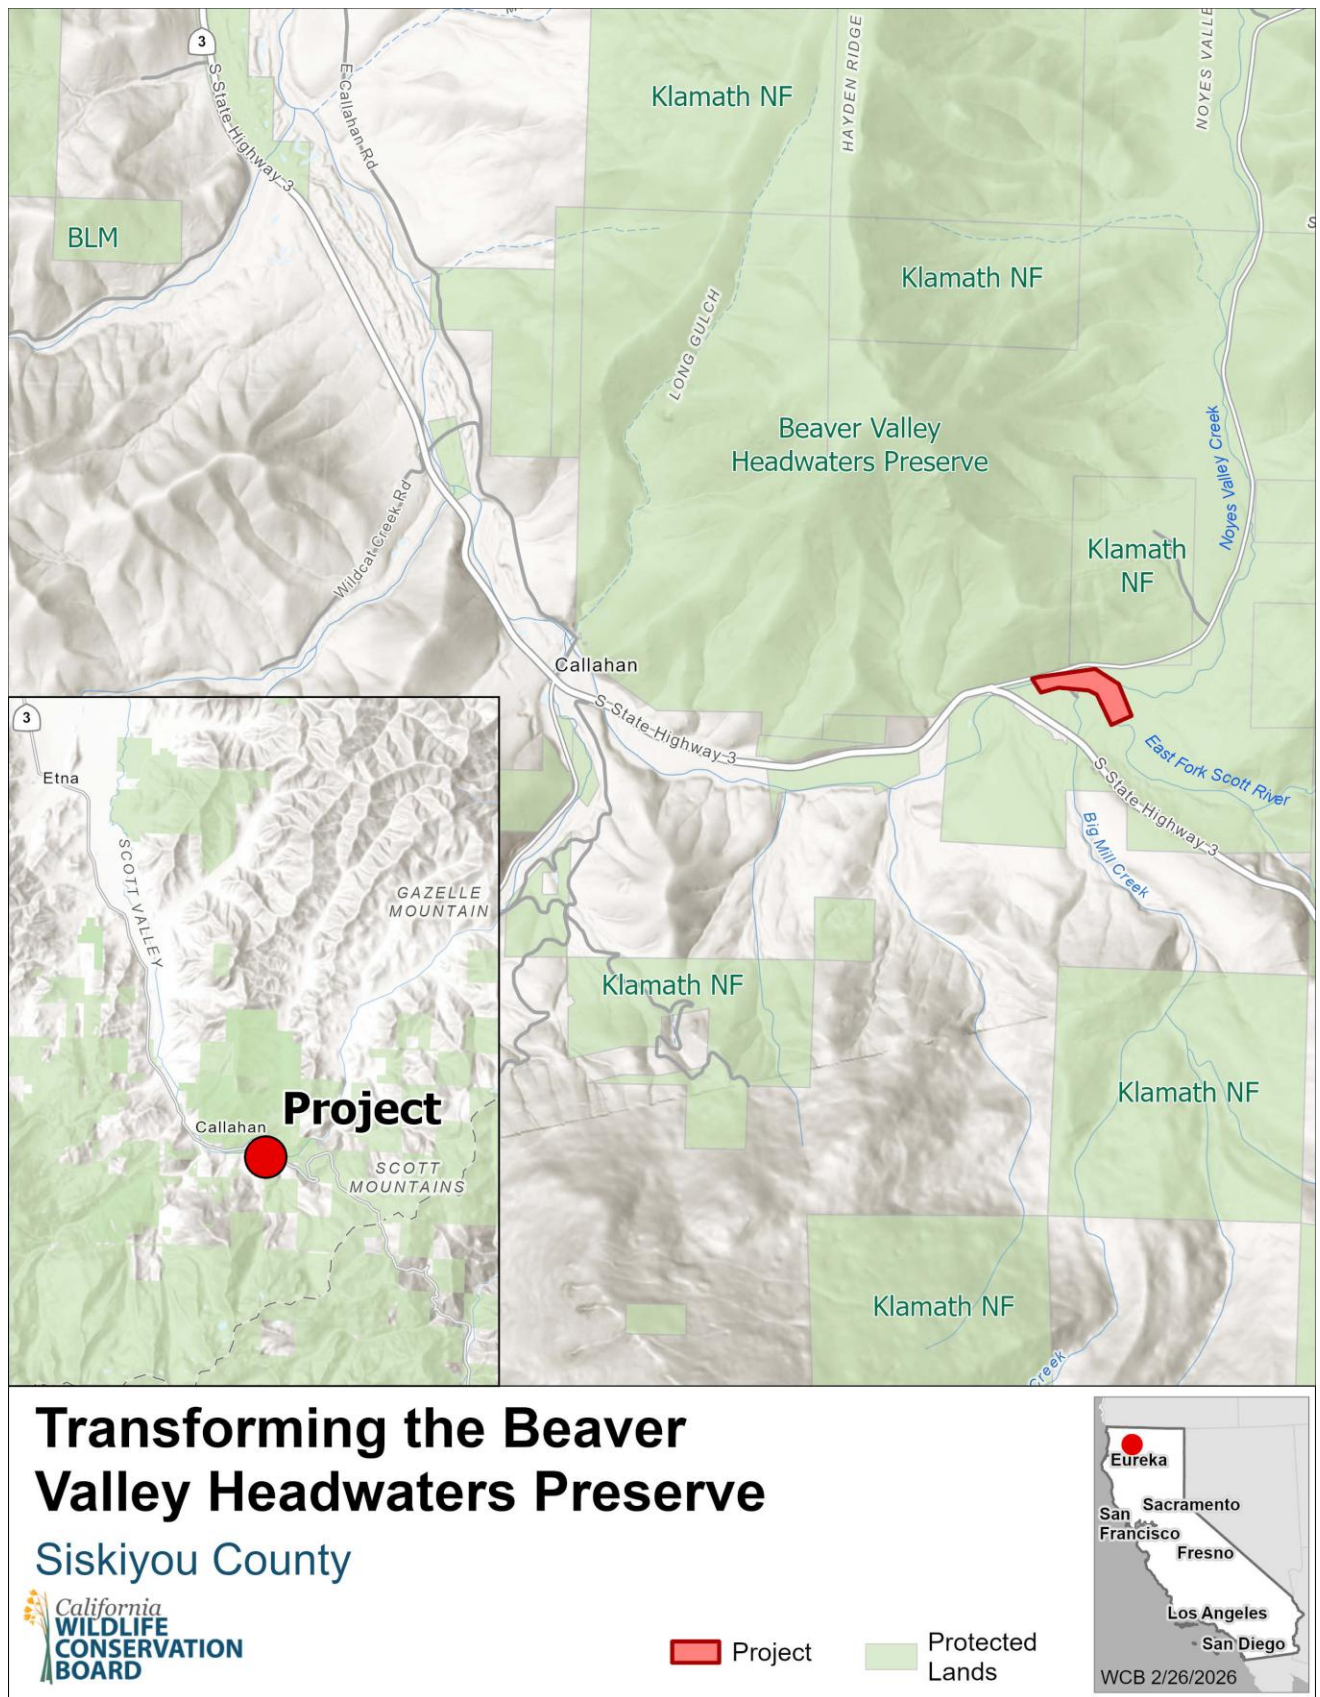 3
S State Highway 3
E Callahan Rd
Klamath NF
HAYDEN RIDGE
NOYES VALLE
BLM
Klamath NF
LONG GULCH
Beaver Valley
Headwaters Preserve
Noyes Valley Creek
Wildcat Creek Rd
Klamath
NF
Callahan
S State Highway 3
East Fork Scott River
S State Highway 3
Big Mill Creek
Klamath NF
Klamath NF
Klamath NF
Creek
3
Etna
SCOTT VALLEY
GAZELLE
MOUNTAIN
Project
Callahan
SCOTT
MOUNTAINS
Transforming the Beaver
Valley Headwaters Preserve
Siskiyou County
California
WILDLIFE
CONSERVATION
BOARD
Project
Protected
Lands
Eureka
Sacramento
San
Francisco
Fresno
Los Angeles
San Diego
WCB 2/26/2026